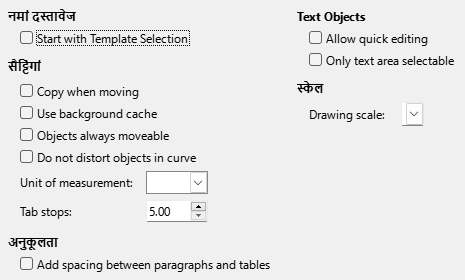 नमां दस्तावेज
Start with Template Selection
सैट्टिंगां
Copy when moving
Use background cache
Objects always moveable
Do not distort objects in curve
Unit of measurement:
Tab stops:
5.00
अनुकूलता
Add spacing between paragraphs and tables
Text Objects
Allow quick editing
Only text area selectable
स्केल
Drawing scale: